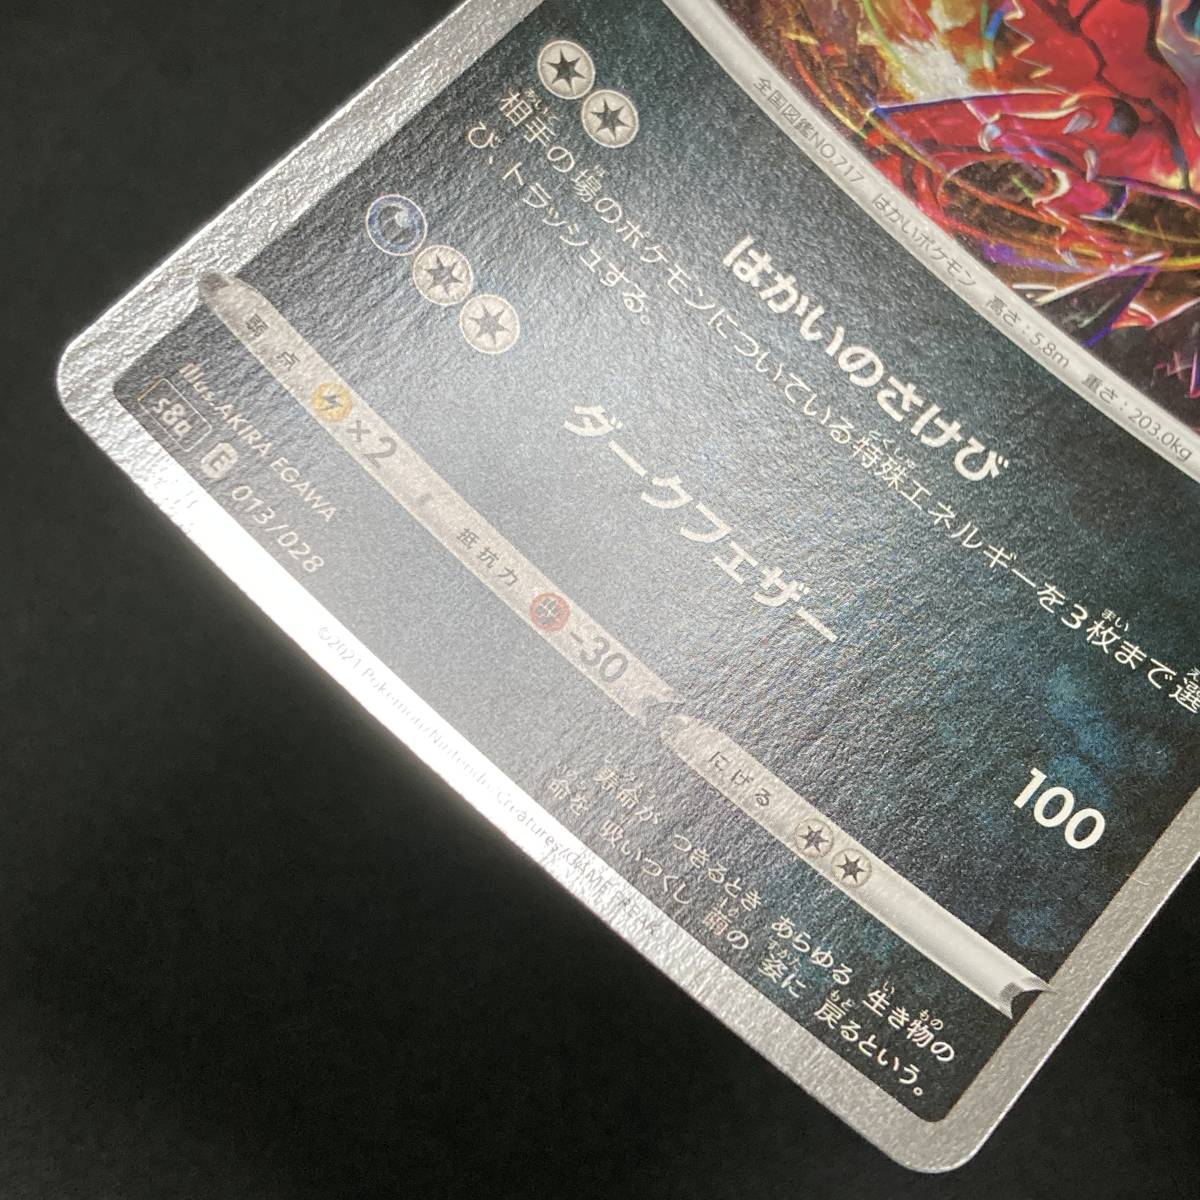 全国図鑑NO.717 はかいポケモン 高さ:5.8m 重さ:203.0kg
はかいのさけび
相手の場のポケモンについている特殊エネルギーを3枚まで選
び、トラッシュする。
ダークフェザー 100
弱点 ×2 抵抗力 -30 にげる
Illus. AKIRA EGAWA
s8a E 013/028
寿命が つきるとき あらゆる 生き物の
命を 吸いつくし 繭の 姿に 戻るという。
©2021 Pokémon/Nintendo/Creatures/GAME FREAK